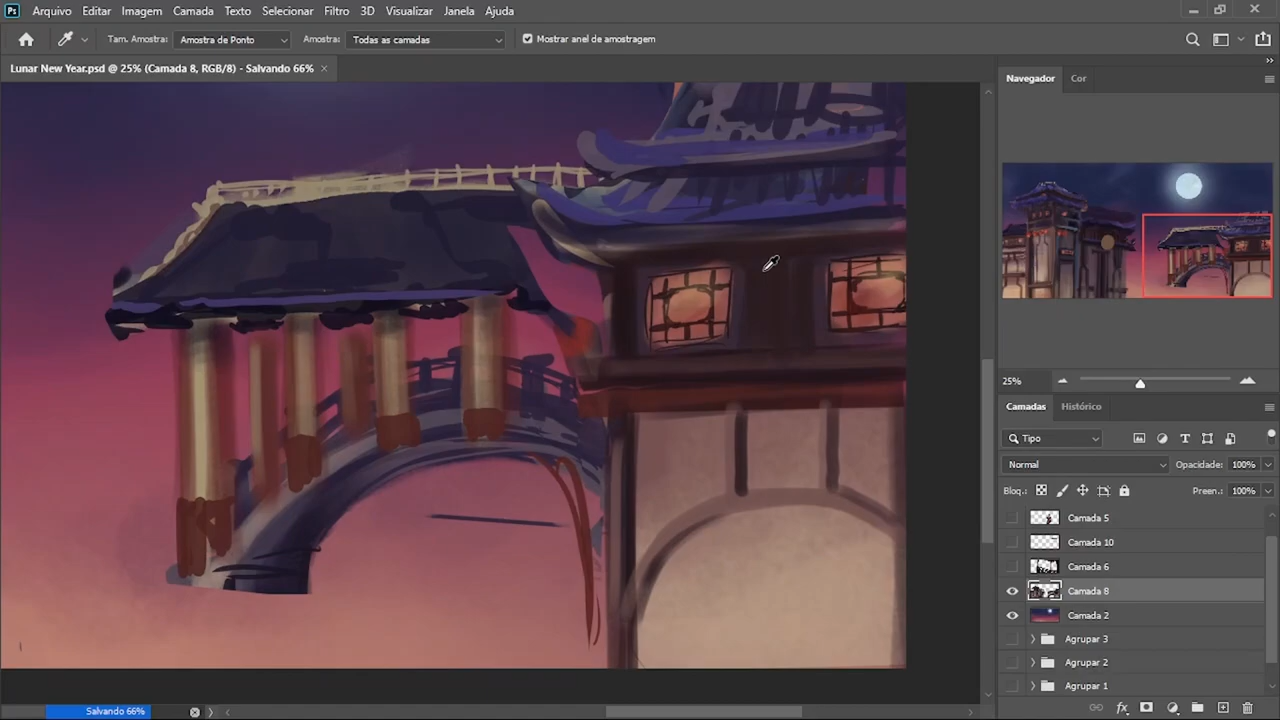 Ps Arquivo Editar Imagem Camada Texto Selecionar Filtro 3D Visualizar Janela Ajuda
Tam. Amostra: Amostra de Ponto Amostra: Todas as camadas Mostrar anel de amostragem
Lunar New Year.psd @ 25% (Camada 8, RGB/8) - Salvando 66% ×
Navegador Cor
25%
Camadas Histórico
Tipo
Normal Opacidade: 100%
Bloq.: Preen.: 100%
Camada 5
Camada 10
Camada 6
Camada 8
Camada 2
Agrupar 3
Agrupar 2
Agrupar 1
Salvando 66%
fx